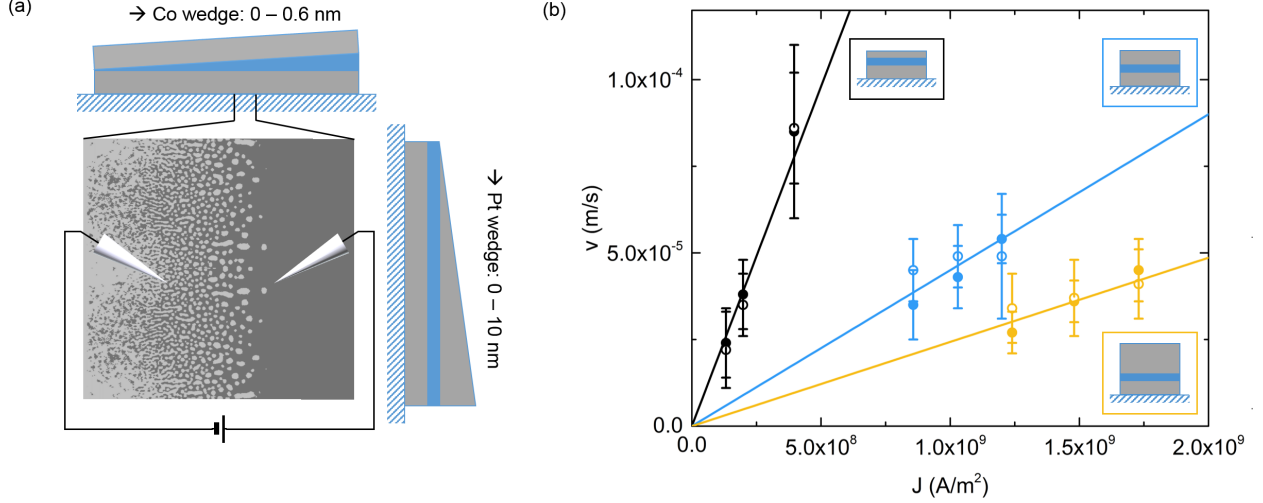 (a)
→ Co wedge: 0 – 0.6 nm
→ Pt wedge: 0 – 10 nm
(b)
1.0x10⁻⁴
5.0x10⁻⁵
0.0
v (m/s)
0.0
5.0x10⁸
1.0x10⁹
1.5x10⁹
2.0x10⁹
J (A/m²)